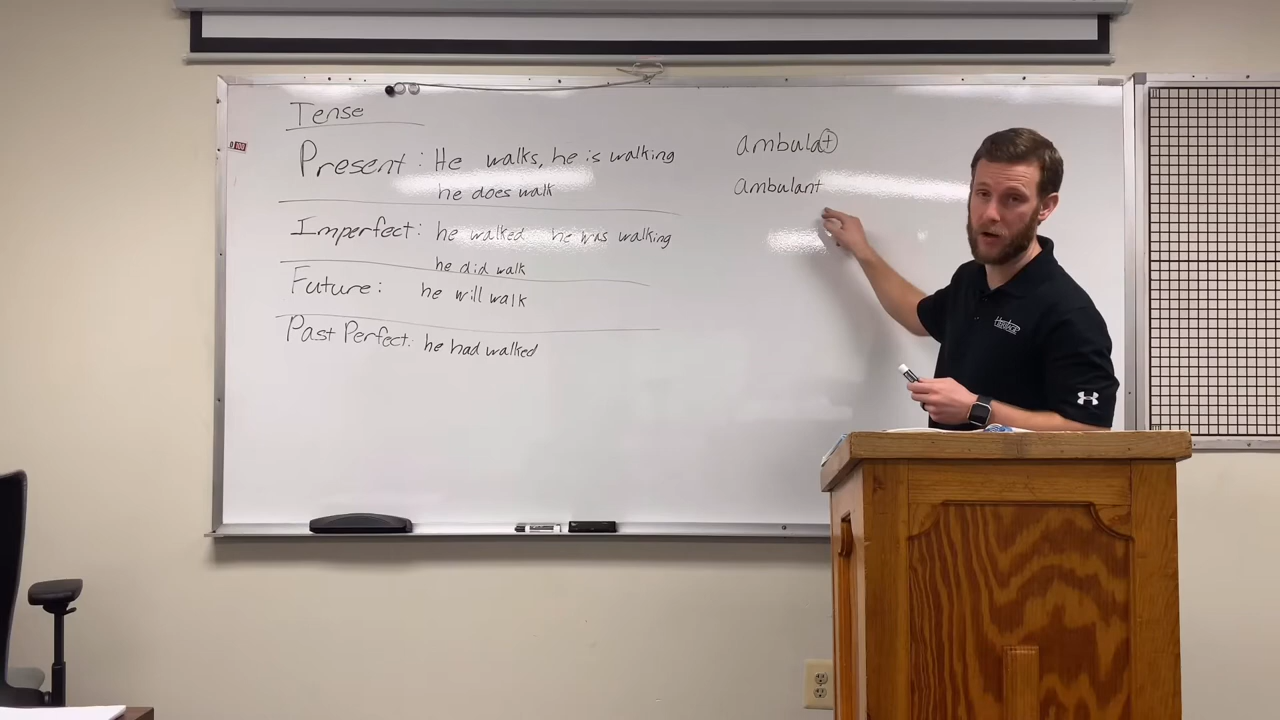 Tense
Present: He walks, he is walking
he does walk
Imperfect: he walked he was walking
he did walk
Future: he will walk
Past Perfect: he had walked
ambulat
ambulant